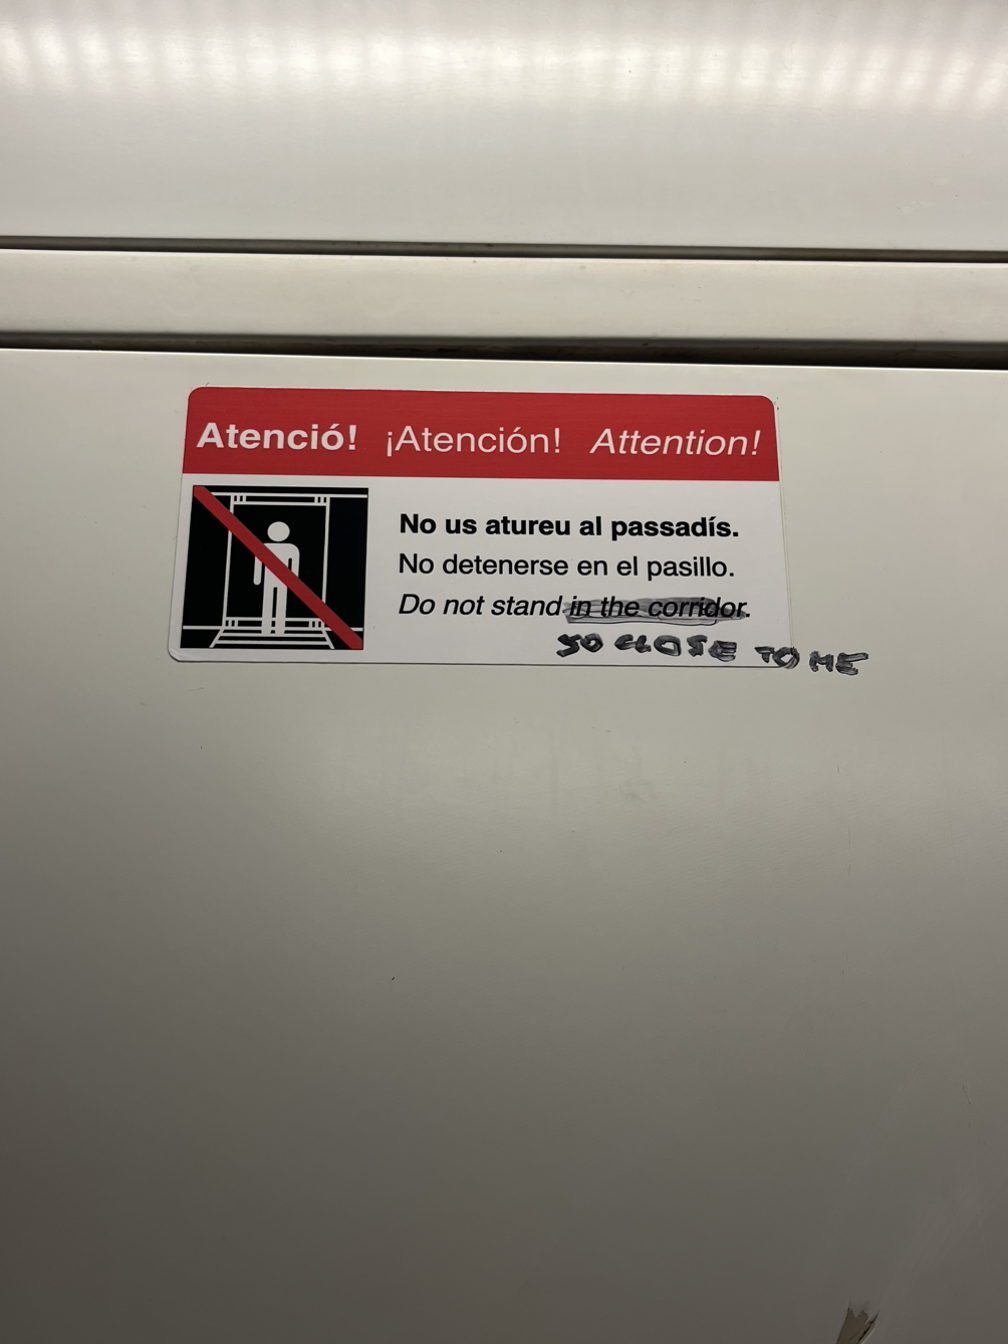 Atenció! ¡Atención! Attention!
No us atureu al passadís.
No detenerse en el pasillo.
Do not stand in the corridor.
SO CLOSE TO ME